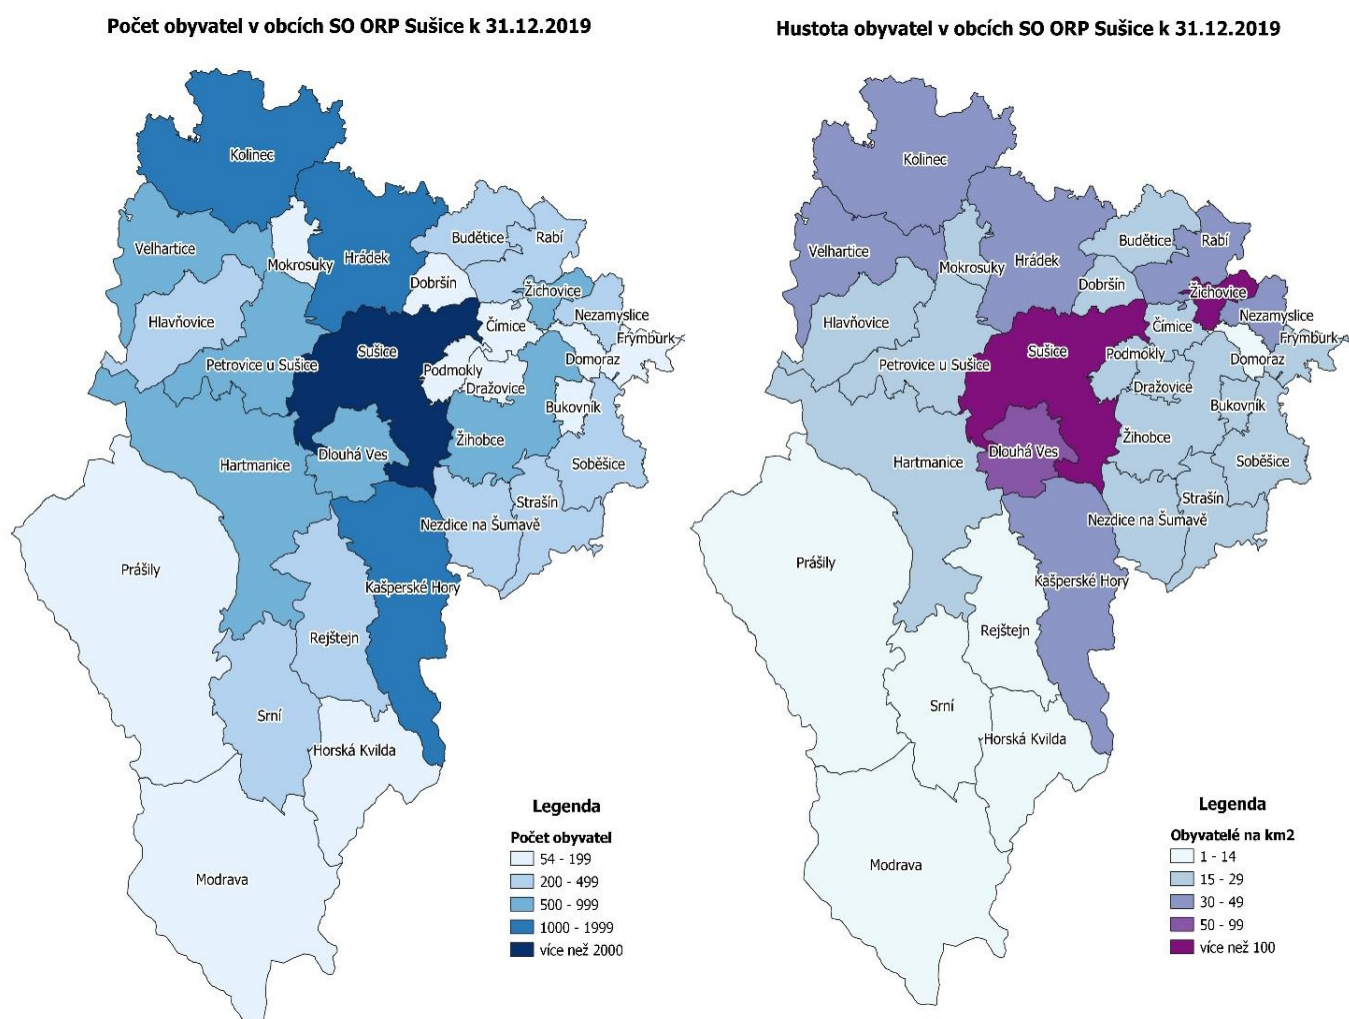 Počet obyvatel v obcích SO ORP Sušice k 31.12.2019
Kolinec
Velhartice
Mokrosuky
Hrádek
Budětice
Rabí
Dobršín
Žichovice
Nezamyslice
Hlavňovice
Čímice
Frymburk
Sušice
Petrovice u Sušice
Podmokly
Domoraz
Dražovice
Bukovník
Žihobce
Dlouhá Ves
Hartmanice
Soběšice
Strašín
Nezdice na Šumavě
Prášily
Kašperské Hory
Rejštejn
Srní
Horská Kvilda
Modrava
Legenda
Počet obyvatel
54 - 199
200 - 499
500 - 999
1000 - 1999
více než 2000
Hustota obyvatel v obcích SO ORP Sušice k 31.12.2019
Kolinec
Velhartice
Mokrosuky
Hrádek
Budětice
Rabí
Dobršín
Žichovice
Nezamyslice
Hlavňovice
Čímice
Frymburk
Sušice
Petrovice u Sušice
Podmokly
Domoraz
Dražovice
Bukovník
Žihobce
Dlouhá Ves
Hartmanice
Soběšice
Strašín
Nezdice na Šumavě
Prášily
Kašperské Hory
Rejštejn
Srní
Horská Kvilda
Modrava
Legenda
Obyvatelé na km2
1 - 14
15 - 29
30 - 49
50 - 99
více než 100